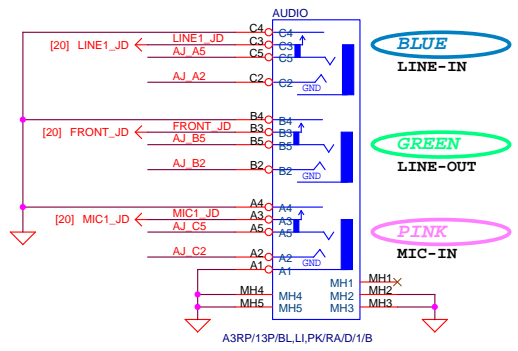 AUDIO
C4 C4
[20] LINE1_JD LINE1_JD C3 C3 BLUE
AJ_A5 C5 C5 LINE-IN
AJ_A2 C2 C2 GND
B4 B4
[20] FRONT_JD FRONT_JD B3 B3 GREEN
AJ_B5 B5 B5 LINE-OUT
AJ_B2 B2 B2 GND
A4 A4
[20] MIC1_JD MIC1_JD A3 A3 PINK
AJ_C5 A5 A5 MIC-IN
AJ_C2 A2 A2 GND
A1 A1
MH1 MH1
MH4 MH4 MH2 MH2
MH5 MH5 MH3 MH3
A3RP/13P/BL,LI,PK/RA/D/1/B